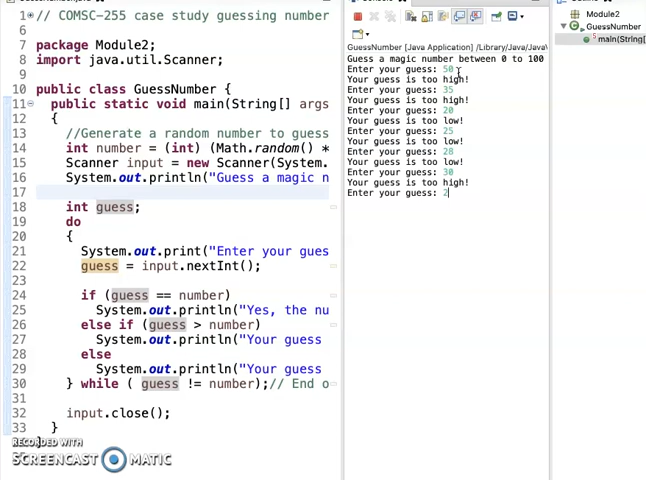 // COMSC-255 case study guessing number
package Module2;
import java.util.Scanner;
public class GuessNumber {
public static void main(String[] args
{
//Generate a random number to guess
int number = (int) (Math.random() *
Scanner input = new Scanner(System.
System.out.println("Guess a magic n
int guess;
do
{
System.out.print("Enter your gues
guess = input.nextInt();
if (guess == number)
System.out.println("Yes, the nu
else if (guess > number)
System.out.println("Your guess
else
System.out.println("Your guess
} while ( guess != number);// End o
input.close();
}
1
6
7
8
9
10
11
12
13
14
15
16
17
18
19
20
21
22
23
24
25
26
27
28
29
30
31
32
33
RECORDED WITH
SCREENCAST MATIC
GuessNumber [Java Application] /Library/Java/Java
Guess a magic number between 0 to 100
Enter your guess: 50
Your guess is too high!
Enter your guess: 35
Your guess is too high!
Enter your guess: 20
Your guess is too low!
Enter your guess: 25
Your guess is too low!
Enter your guess: 28
Your guess is too low!
Enter your guess: 30
Your guess is too high!
Enter your guess: 2
Module2
GuessNumber
main(String[